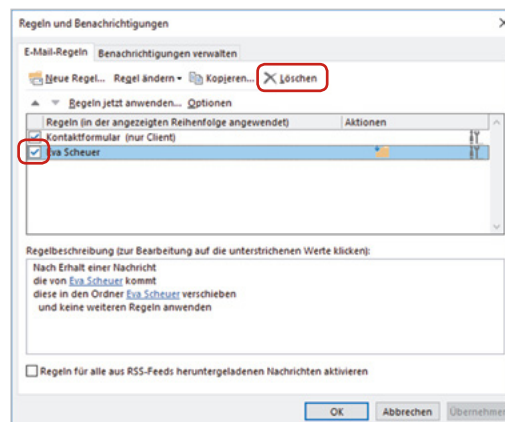 Regeln und Benachrichtigungen
E-Mail-Regeln Benachrichtigungen verwalten
Neue Regel... Regel ändern Kopieren... Löschen
Regeln jetzt anwenden... Optionen
Regeln (in der angezeigten Reihenfolge angewendet) Aktionen
Kontaktformular (nur Client)
Eva Scheuer
Regelbeschreibung (zur Bearbeitung auf die unterstrichenen Werte klicken):
Nach Erhalt einer Nachricht
die von Eva Scheuer kommt
diese in den Ordner Eva Scheuer verschieben
und keine weiteren Regeln anwenden
Regeln für alle aus RSS-Feeds heruntergeladenen Nachrichten aktivieren
OK Abbrechen Übernehmen